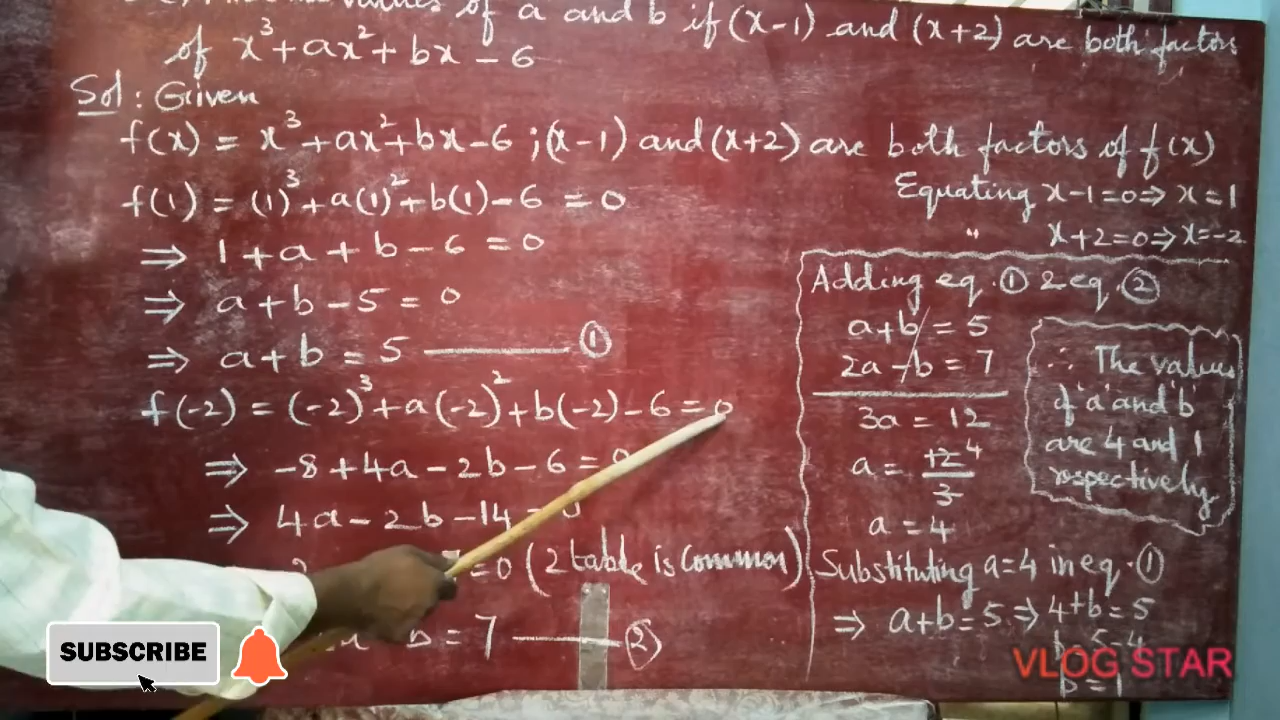 values of a and b if (x-1) and (x+2) are both factors
of x³+ax²+bx-6
Sol : Given
f(x) = x³+ax²+bx-6 ; (x-1) and (x+2) are both factors of f(x)
f(1) = (1)³+a(1)²+b(1)-6 = 0
⇒ 1+a+b-6 = 0
⇒ a+b-5 = 0
⇒ a+b = 5 ——— ①
f(-2) = (-2)³+a(-2)²+b(-2)-6 = 0
⇒ -8+4a-2b-6 = 0
⇒ 4a-2b-14 = 0
=0 (2 table is common)
b = 7 ——— ②
Equating x-1=0 ⇒ x=1
" x+2=0 ⇒ x=-2
Adding eq.① & eq.②
a+b = 5
2a-b = 7
3a = 12
a = 12 4
3
a = 4
Substituting a=4 in eq.①
⇒ a+b=5 ⇒ 4+b=5
b = 5-4
b = 1
∴ The values
of 'a' and 'b'
are 4 and 1
respectively
SUBSCRIBE
VLOG STAR